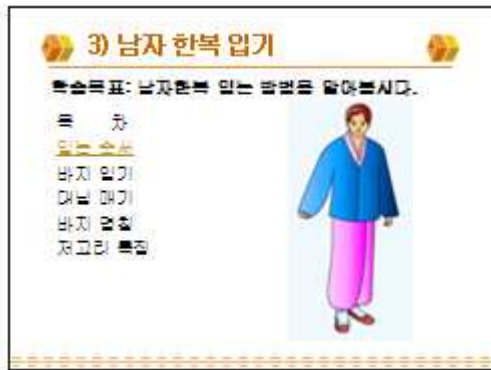 3) 남자 한복 입기
학습목표: 남자한복 입는 방법을 알아봅시다.
목 차
입는 순서
바지 입기
대님 매기
바지 명칭
저고리 특징